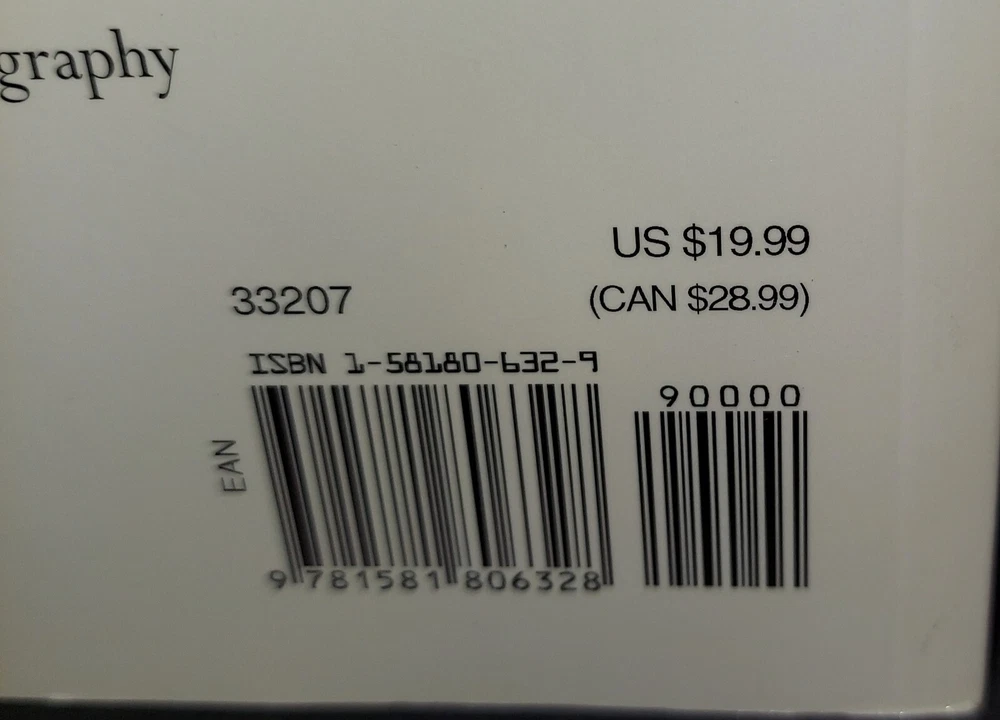 graphy
US $19.99
33207
(CAN $28.99)
ISBN 1-58180-632-9
90000
EAN
9 781581 806328